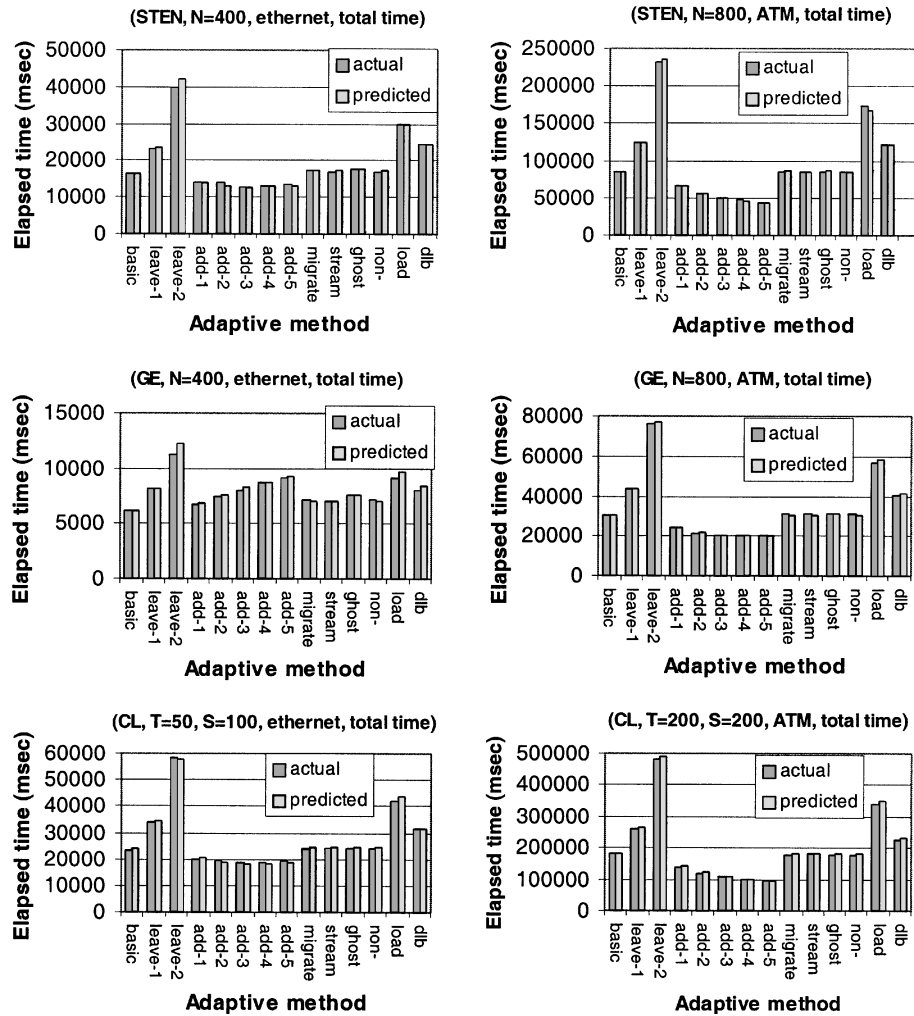 (STEN, N=400, ethernet, total time)
Elapsed time (msec)
50000
40000
30000
20000
10000
0
actual
predicted
basic
leave-1
leave-2
add-1
add-2
add-3
add-4
add-5
migrate
stream
ghost
non-
load
dlb
Adaptive method
(STEN, N=800, ATM, total time)
Elapsed time (msec)
250000
200000
150000
100000
50000
0
actual
predicted
basic
leave-1
leave-2
add-1
add-2
add-3
add-4
add-5
migrate
stream
ghost
non-
load
dlb
Adaptive method
(GE, N=400, ethernet, total time)
Elapsed time (msec)
15000
10000
5000
0
actual
predicted
basic
leave-1
leave-2
add-1
add-2
add-3
add-4
add-5
migrate
stream
ghost
non-
load
dlb
Adaptive method
(GE, N=800, ATM, total time)
Elapsed time (msec)
80000
60000
40000
20000
0
actual
predicted
basic
leave-1
leave-2
add-1
add-2
add-3
add-4
add-5
migrate
stream
ghost
non-
load
dlb
Adaptive method
(CL, T=50, S=100, ethernet, total time)
Elapsed time (msec)
60000
50000
40000
30000
20000
10000
0
actual
predicted
basic
leave-1
leave-2
add-1
add-2
add-3
add-4
add-5
migrate
stream
ghost
non-
load
dlb
Adaptive method
(CL, T=200, S=200, ATM, total time)
Elapsed time (msec)
500000
400000
300000
200000
100000
0
actual
predicted
basic
leave-1
leave-2
add-1
add-2
add-3
add-4
add-5
migrate
stream
ghost
non-
load
dlb
Adaptive method